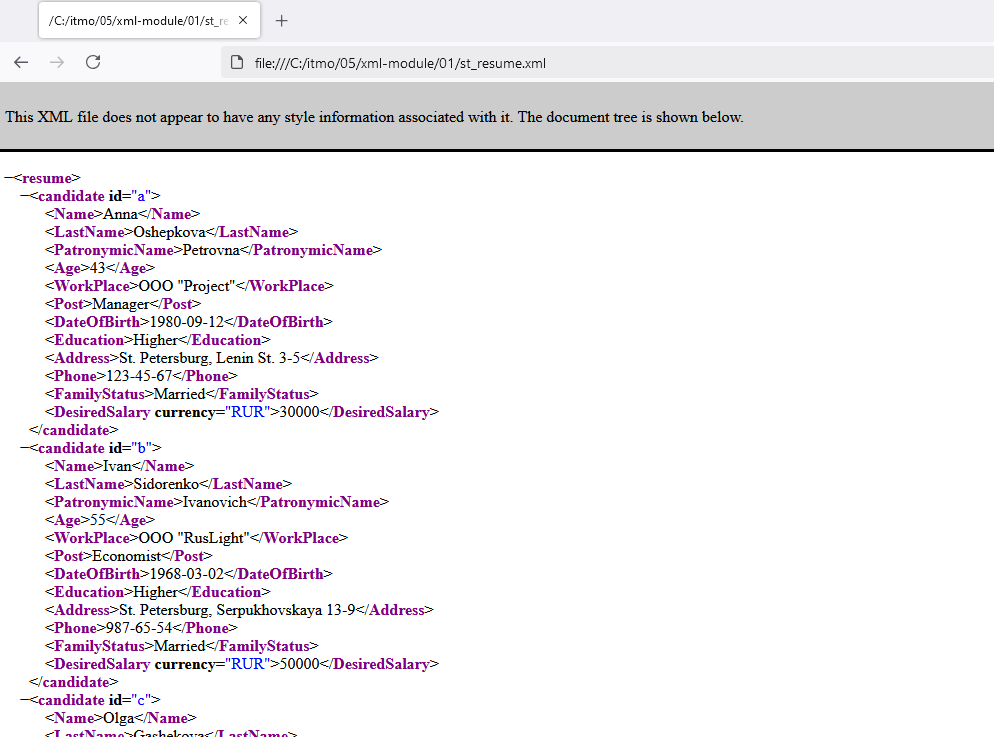 /C:/itmo/05/xml-module/01/st_re
file:///C:/itmo/05/xml-module/01/st_resume.xml
This XML file does not appear to have any style information associated with it. The document tree is shown below.
−<resume>
−<candidate id="a">
<Name>Anna</Name>
<LastName>Oshepkova</LastName>
<PatronymicName>Petrovna</PatronymicName>
<Age>43</Age>
<WorkPlace>OOO "Project"</WorkPlace>
<Post>Manager</Post>
<DateOfBirth>1980-09-12</DateOfBirth>
<Education>Higher</Education>
<Address>St. Petersburg, Lenin St. 3-5</Address>
<Phone>123-45-67</Phone>
<FamilyStatus>Married</FamilyStatus>
<DesiredSalary currency="RUR">30000</DesiredSalary>
</candidate>
−<candidate id="b">
<Name>Ivan</Name>
<LastName>Sidorenko</LastName>
<PatronymicName>Ivanovich</PatronymicName>
<Age>55</Age>
<WorkPlace>OOO "RusLight"</WorkPlace>
<Post>Economist</Post>
<DateOfBirth>1968-03-02</DateOfBirth>
<Education>Higher</Education>
<Address>St. Petersburg, Serpukhovskaya 13-9</Address>
<Phone>987-65-54</Phone>
<FamilyStatus>Married</FamilyStatus>
<DesiredSalary currency="RUR">50000</DesiredSalary>
</candidate>
−<candidate id="c">
<Name>Olga</Name>
<LastName>Gashekova</LastName>